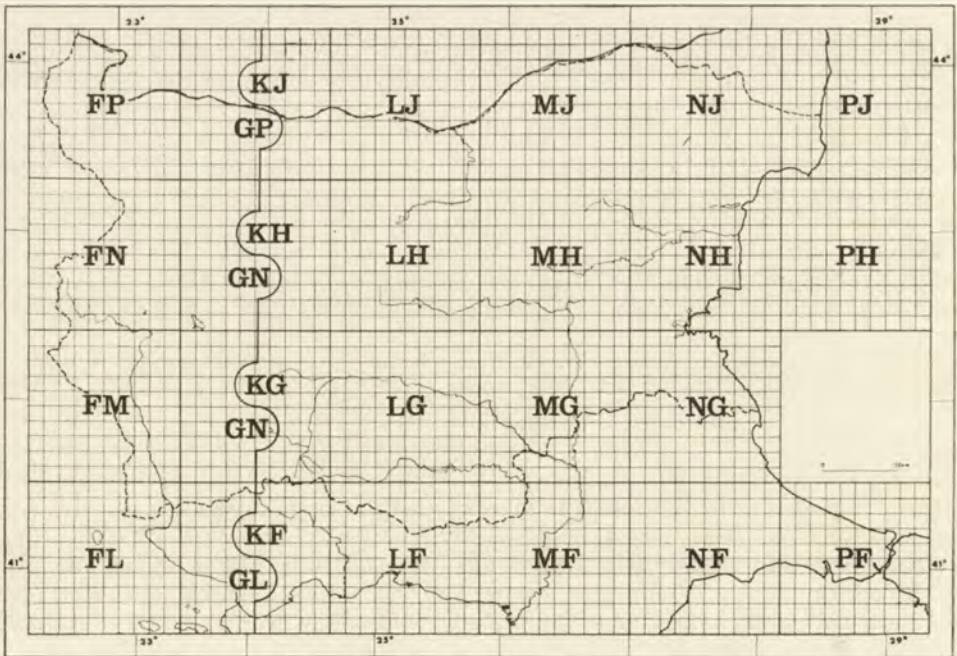 23° 25° 29°
44° 44°
KJ
FP LJ MJ NJ PJ
GP
KH
FN LH MH NH PH
GN
KG
FM LG MG NG
GN
0
KF
FL LF MF NF PF
41° 41°
GL
23° 25° 29°